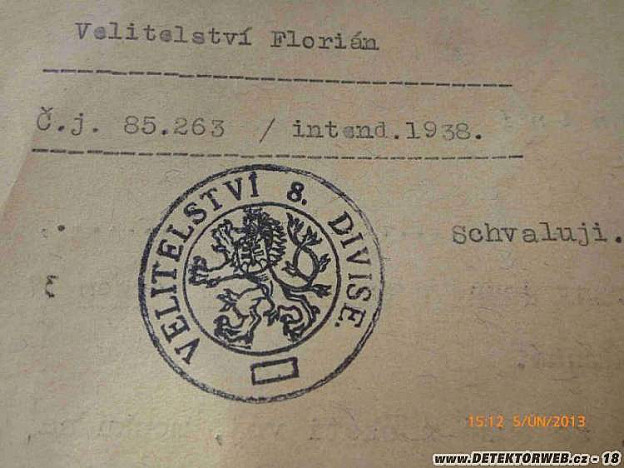 Velitelství Florián
Č.j. 85.263 / intend.1938.
VELITELSTVÍ 8. DIVISE.
Schvaluji.
15:12 5/ÚN/2013
www.DETEKTORWEB.cz - 18